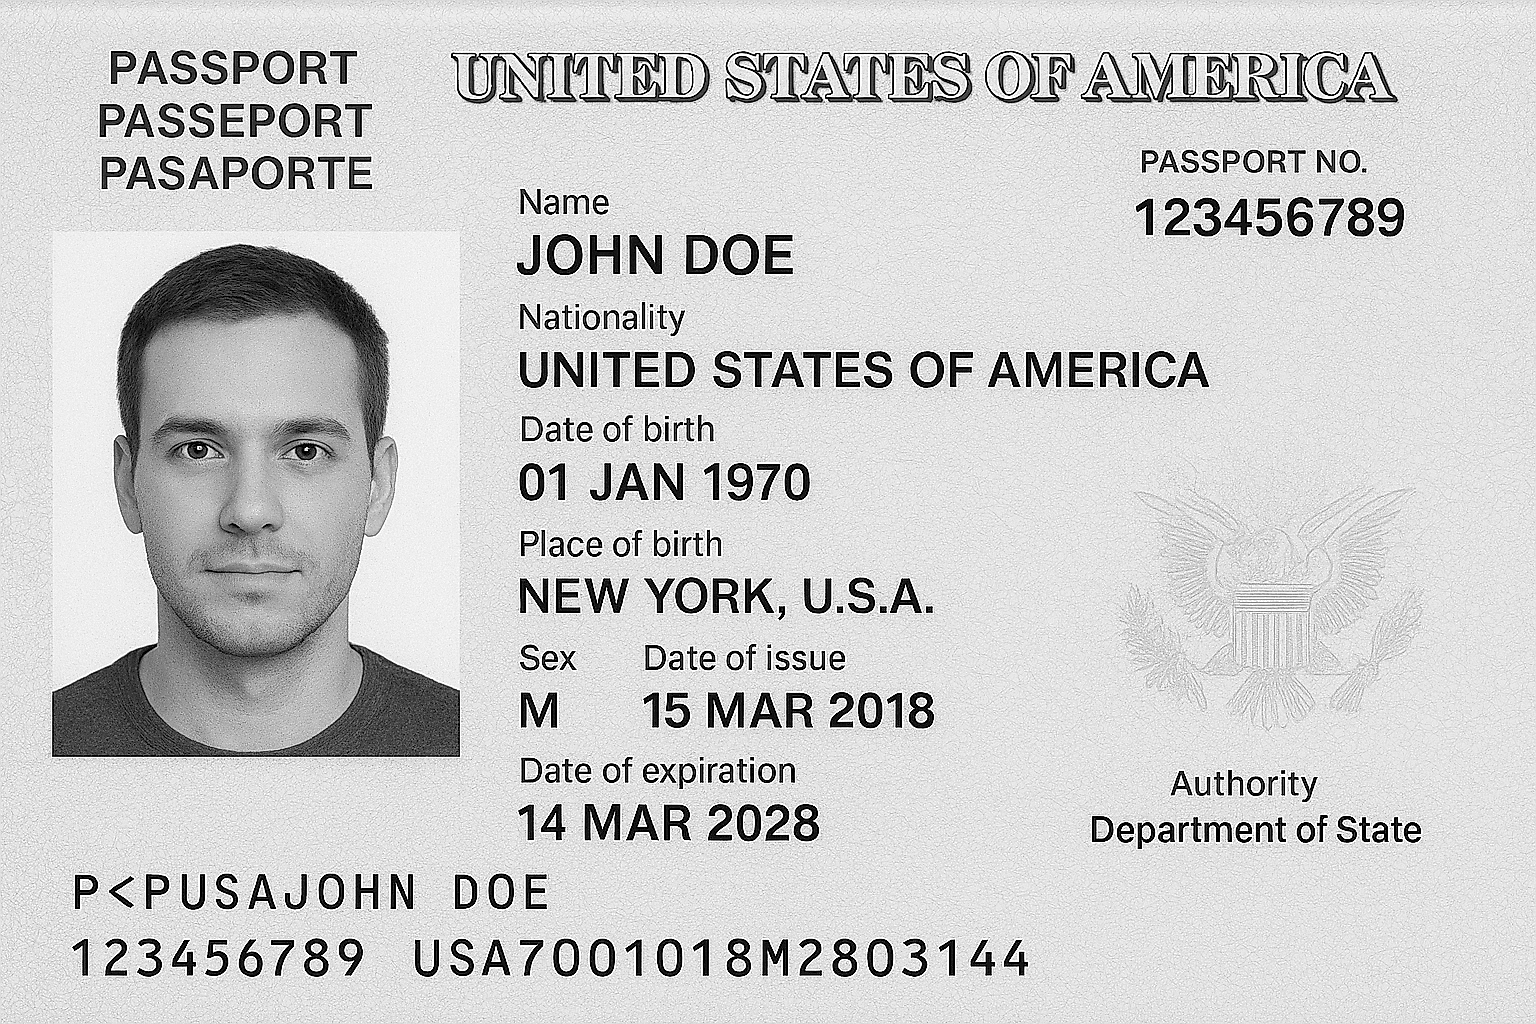 PASSPORT
PASSEPORT
PASAPORTE
UNITED STATES OF AMERICA
PASSPORT NO.
123456789
Name
JOHN DOE
Nationality
UNITED STATES OF AMERICA
Date of birth
01 JAN 1970
Place of birth
NEW YORK, U.S.A.
Sex Date of issue
M 15 MAR 2018
Date of expiration
14 MAR 2028
Authority
Department of State
P<PUSAJOHN DOE
123456789 USA7001018M2803144